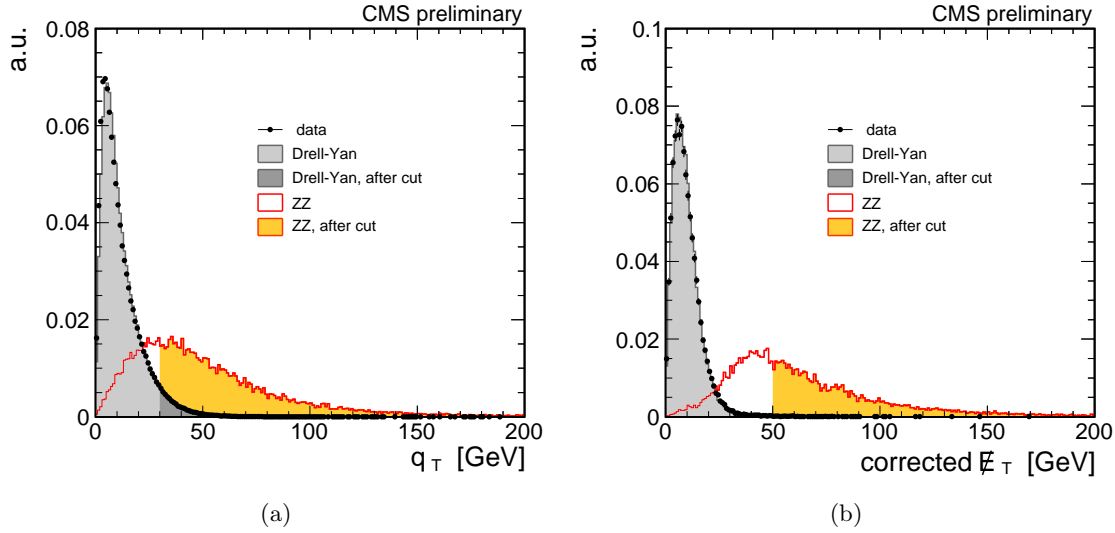 CMS preliminary
a.u.
0.08
0.06
0.04
0.02
0
data
Drell-Yan
Drell-Yan, after cut
ZZ
ZZ, after cut
0 50 100 150 200
q T [GeV]
(a)
CMS preliminary
a.u.
0.1
0.08
0.06
0.04
0.02
0
data
Drell-Yan
Drell-Yan, after cut
ZZ
ZZ, after cut
0 50 100 150 200
corrected E̸ T [GeV]
(b)